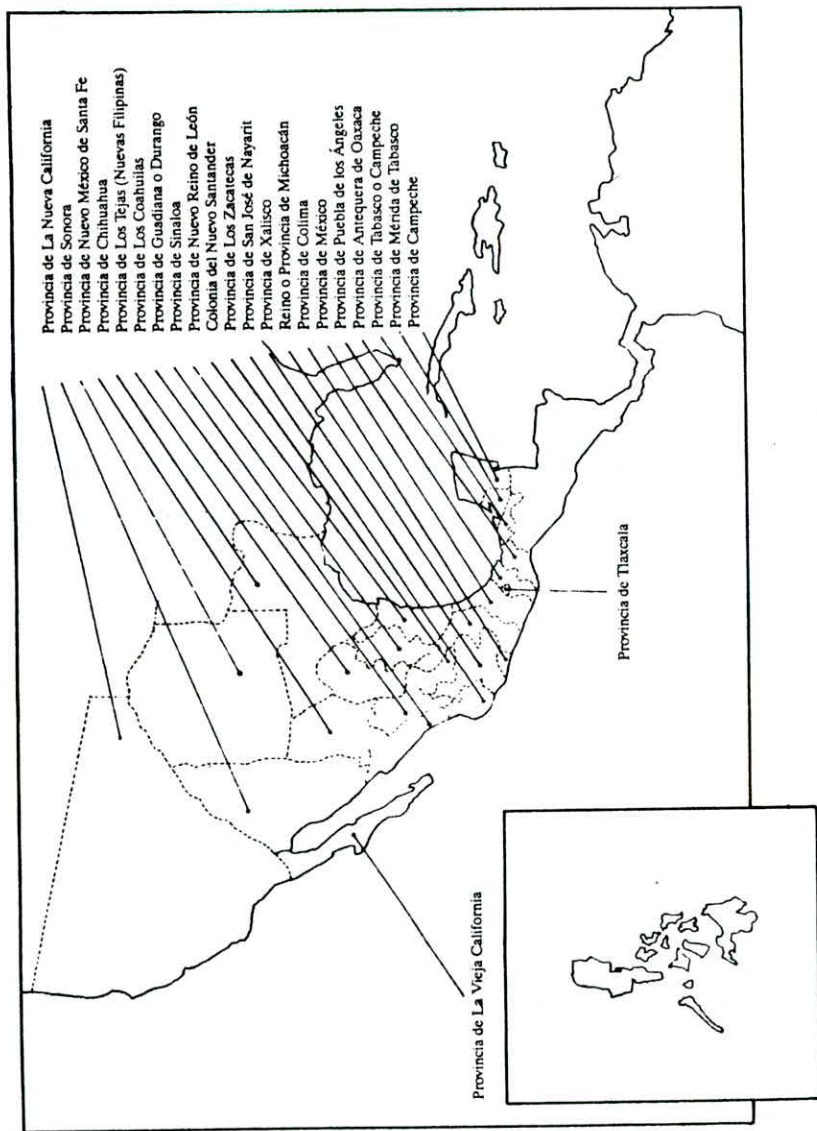 Provincia de La Nueva California
Provincia de Sonora
Provincia de Nuevo México de Santa Fe
Provincia de Chihuahua
Provincia de Los Tejas (Nuevas Filipinas)
Provincia de Los Coahuilas
Provincia de Guadiana o Durango
Provincia de Sinaloa
Provincia de Nuevo Reino de León
Colonia del Nuevo Santander
Provincia de Los Zacatecas
Provincia de San José de Nayarit
Provincia de Xalisco
Reino o Provincia de Michoacán
Provincia de Colima
Provincia de México
Provincia de Puebla de los Ángeles
Provincia de Antequera de Oaxaca
Provincia de Tabasco o Campeche
Provincia de Mérida de Tabasco
Provincia de Campeche
Provincia de Tlaxcala
Provincia de La Vieja California